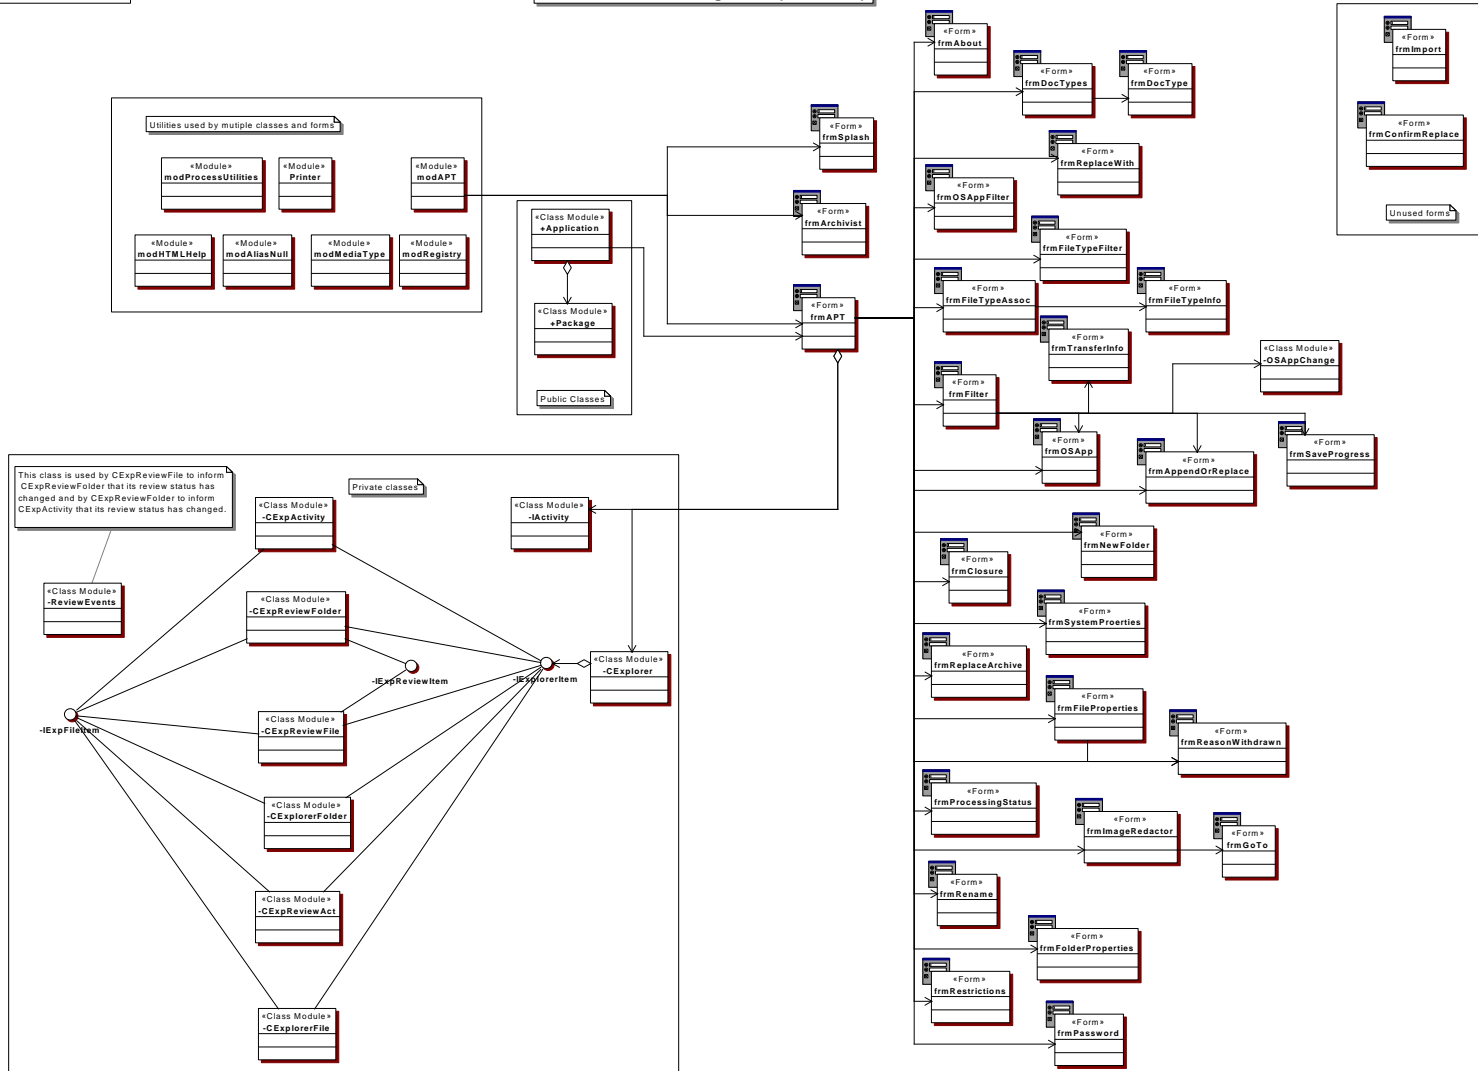 Utilities used by mutiple classes and forms
«Module»
modProcessUtilities
«Module»
Printer
«Module»
modAPT
«Module»
modHTMLHelp
«Module»
modAliasNull
«Module»
modMediaType
«Module»
modRegistry
«Class Module»
+Application
«Class Module»
+Package
Public Classes
«Form»
frmSplash
«Form»
frmArchivist
«Form»
frmAPT
«Form»
frmAbout
«Form»
frmDocTypes
«Form»
frmDocType
«Form»
frmReplaceWith
«Form»
frmOSAppFilter
«Form»
frmFileTypeFilter
«Form»
frmFileTypeAssoc
«Form»
frmFileTypeInfo
«Form»
frmTransferInfo
«Class Module»
-OSAppChange
«Form»
frmFilter
«Form»
frmOSApp
«Form»
frmAppendOrReplace
«Form»
frmSaveProgress
«Form»
frmNewFolder
«Form»
frmClosure
«Form»
frmSystemProerties
«Form»
frmReplaceArchive
«Form»
frmFileProperties
«Form»
frmReasonWithdrawn
«Form»
frmProcessingStatus
«Form»
frmImageRedactor
«Form»
frmGoTo
«Form»
frmRename
«Form»
frmFolderProperties
«Form»
frmRestrictions
«Form»
frmPassword
«Form»
frmImport
«Form»
frmConfirmReplace
Unused forms
This class is used by CExpReviewFile to inform
CExpReviewFolder that its review status has
changed and by CExpReviewFolder to inform
CExpActivity that its review status has changed.
Private classes
«Class Module»
-CExpActivity
«Class Module»
-IActivity
«Class Module»
-ReviewEvents
«Class Module»
-CExpReviewFolder
-IExpReviewItem
-IExplorerItem
«Class Module»
-CExplorer
-IExpFileItem
«Class Module»
-CExpReviewFile
«Class Module»
-CExplorerFolder
«Class Module»
-CExpReviewAct
«Class Module»
-CExplorerFile